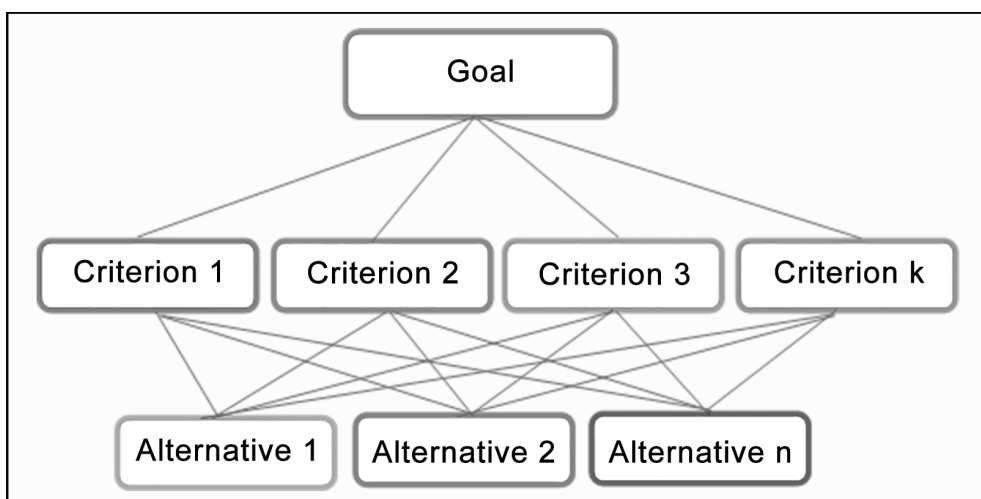 Goal
Criterion 1
Criterion 2
Criterion 3
Criterion k
Alternative 1
Alternative 2
Alternative n